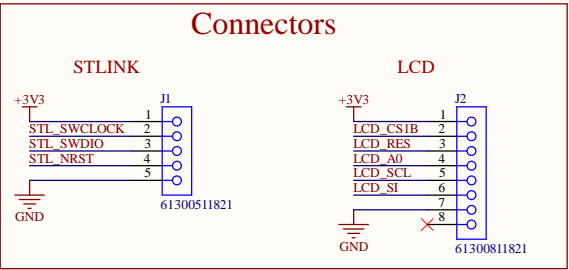 Connectors
STLINK
+3V3
J1
1
STL_SWCLOCK 2
STL_SWDIO 3
STL_NRST 4
5
GND
61300511821
LCD
+3V3
J2
1
LCD_CS1B 2
LCD_RES 3
LCD_A0 4
LCD_SCL 5
LCD_SI 6
7
8
GND
61300811821